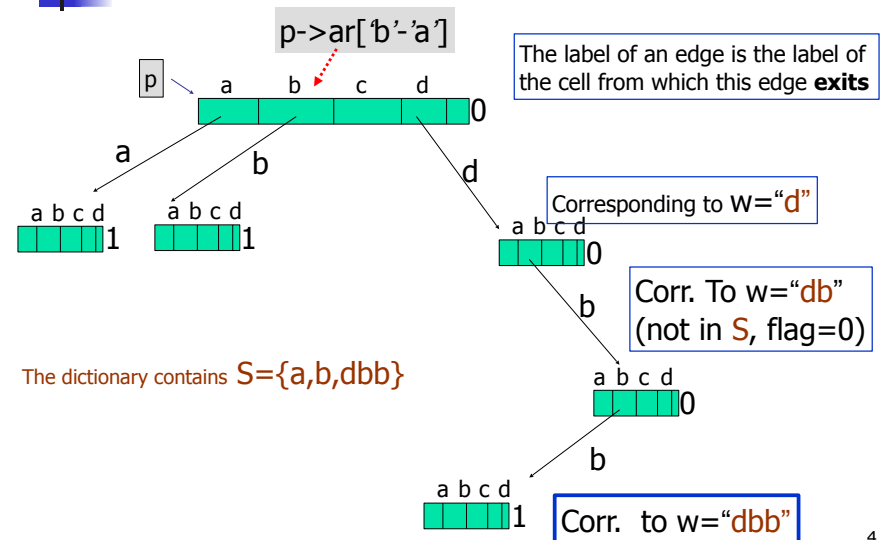 p->ar['b'-'a']
The label of an edge is the label of
the cell from which this edge exits
p
a b c d
0
a
b
d
Corresponding to w=“d”
a b c d
1
a b c d
1
a b c d
0
Corr. To w=“db”
(not in S, flag=0)
b
The dictionary contains S={a,b,dbb}
a b c d
0
b
a b c d
1
Corr. to w=“dbb”
4